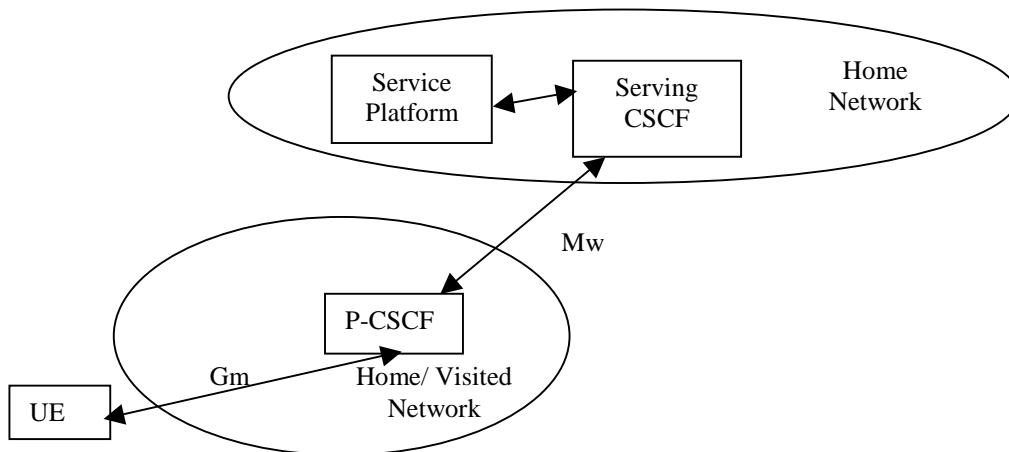 Service
Platform
Serving
CSCF
Home
Network
Mw
P-CSCF
Gm
Home/ Visited
Network
UE